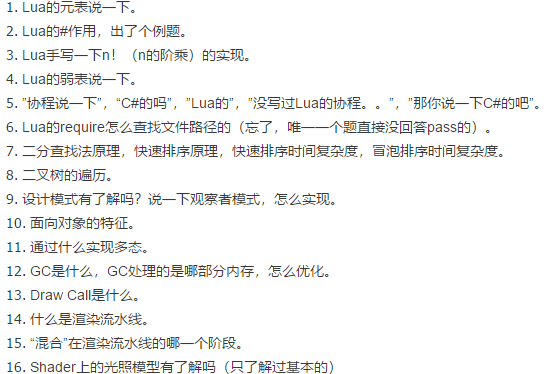 1. Lua的元表说一下。
2. Lua的#作用，出了个例题。
3. Lua手写一下n！（n的阶乘）的实现。
4. Lua的弱表说一下。
5. ”协程说一下”，“C#的吗”，”Lua的”，”没写过Lua的协程。。”，”那你说一下C#的吧”。
6. Lua的require怎么查找文件路径的（忘了，唯一一个题直接没回答pass的）。
7. 二分查找法原理，快速排序原理，快速排序时间复杂度，冒泡排序时间复杂度。
8. 二叉树的遍历。
9. 设计模式有了解吗？说一下观察者模式，怎么实现。
10. 面向对象的特征。
11. 通过什么实现多态。
12. GC是什么，GC处理的是哪部分内存，怎么优化。
13. Draw Call是什么。
14. 什么是渲染流水线。
15. “混合”在渲染流水线的哪一个阶段。
16. Shader上的光照模型有了解吗（只了解过基本的）